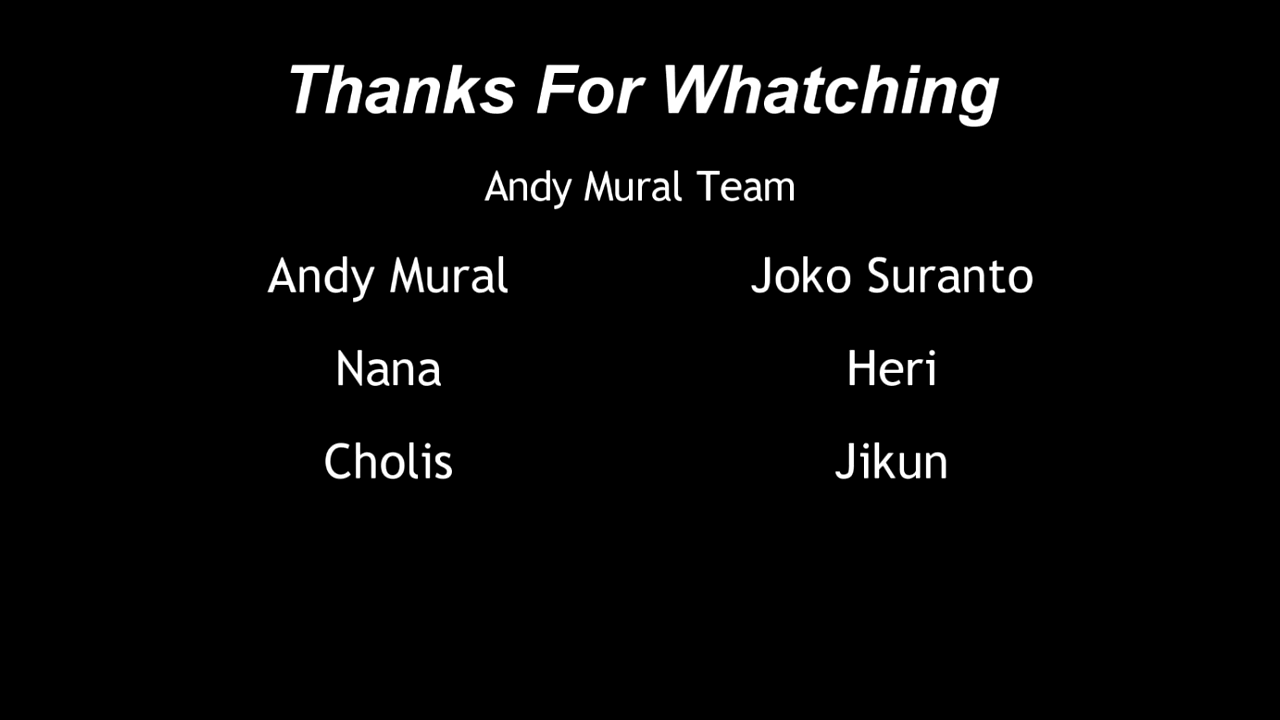 Thanks For Whatching
Andy Mural Team
Andy Mural Joko Suranto
Nana Heri
Cholis Jikun